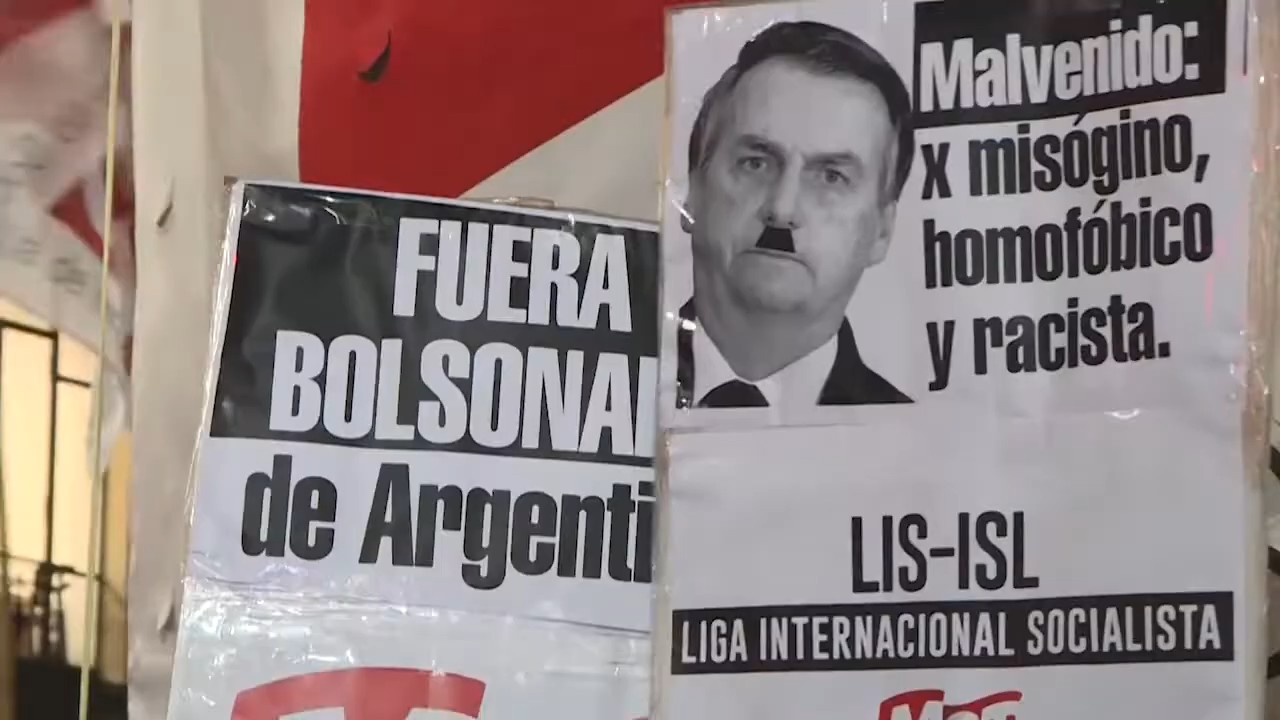 FUERA
BOLSONA
de Argenti
Malvenido:
x misógino,
homofóbico
y racista.
LIS-ISL
LIGA INTERNACIONAL SOCIALISTA